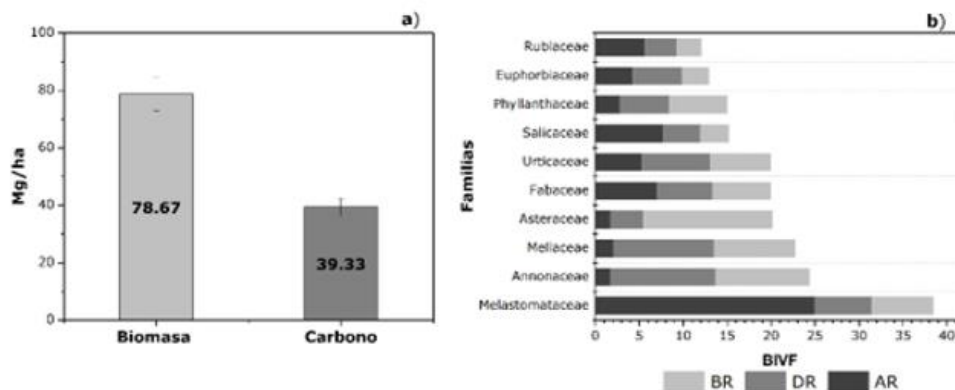 a)
100
80
60
40
20
0
Mg/ha
78.67
39.33
Biomasa
Carbono
b)
Familias
Rubiaceae
Euphorbiaceae
Phyllanthaceae
Salicaceae
Urticaceae
Fabaceae
Asteraceae
Meliaceae
Annonaceae
Melastomataceae
0 5 10 15 20 25 30 35 40
BIVF
BR DR AR